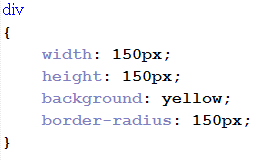 div
{
    width: 150px;
    height: 150px;
    background: yellow;
    border-radius: 150px;
}